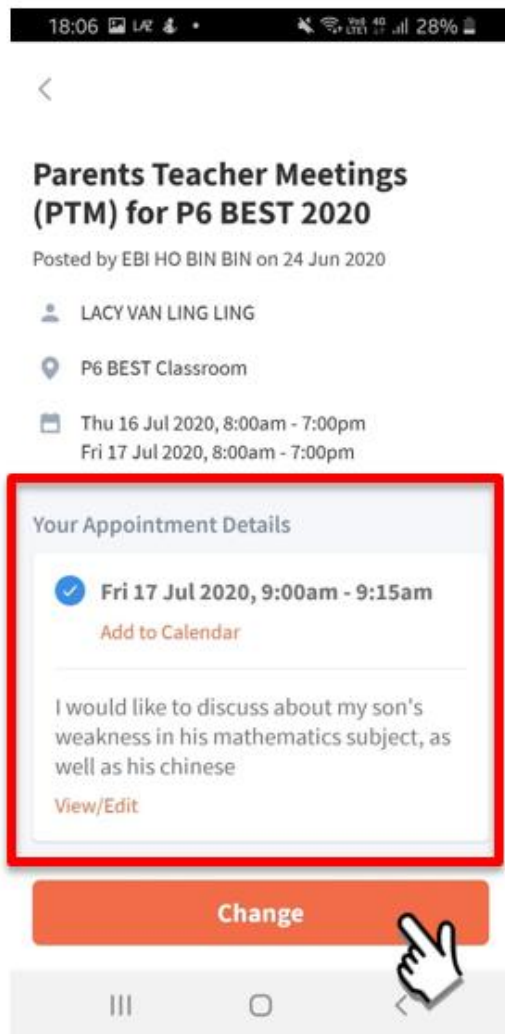 18:06 28%
Parents Teacher Meetings
(PTM) for P6 BEST 2020
Posted by EBI HO BIN BIN on 24 Jun 2020
LACY VAN LING LING
P6 BEST Classroom
Thu 16 Jul 2020, 8:00am - 7:00pm
Fri 17 Jul 2020, 8:00am - 7:00pm
Your Appointment Details
Fri 17 Jul 2020, 9:00am - 9:15am
Add to Calendar
I would like to discuss about my son's
weakness in his mathematics subject, as
well as his chinese
View/Edit
Change